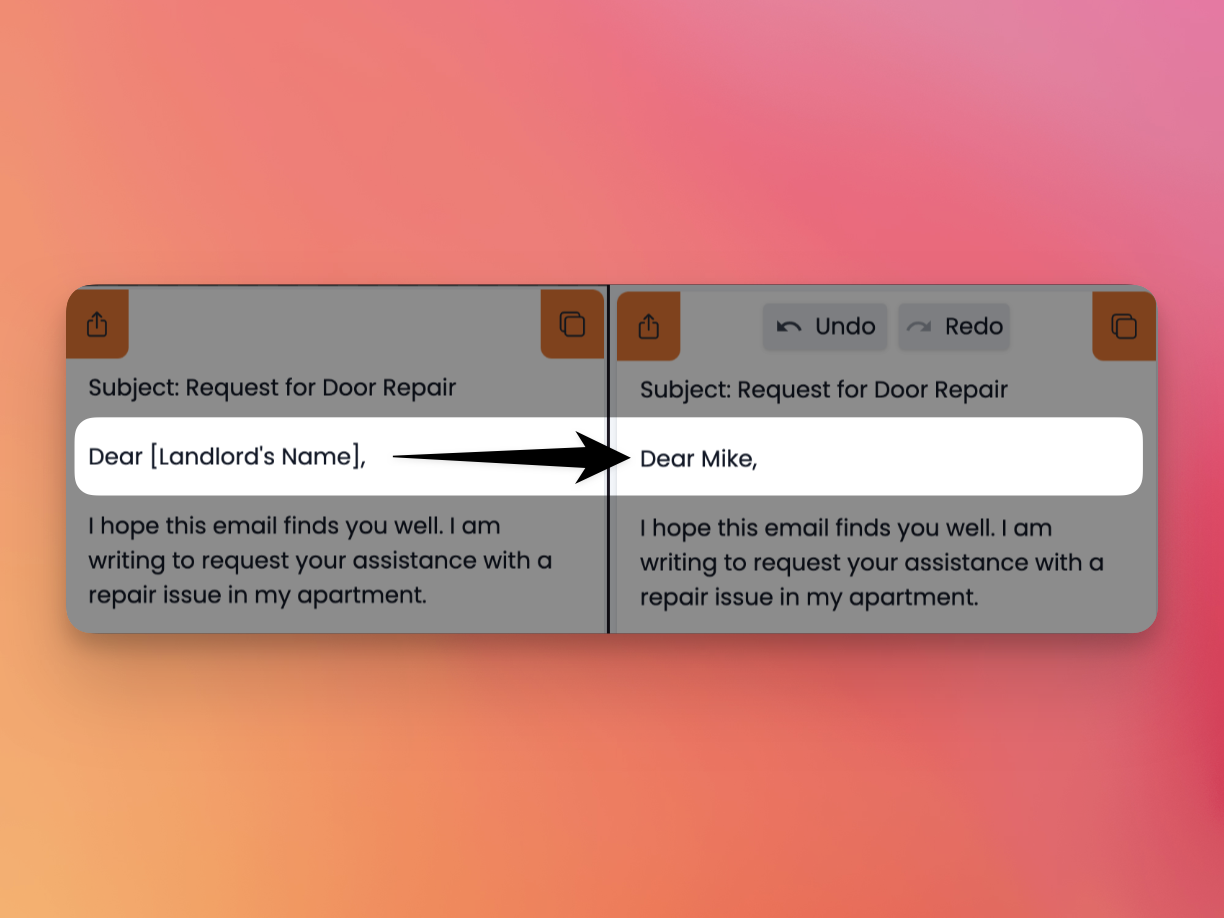 Subject: Request for Door Repair
Dear [Landlord's Name],
I hope this email finds you well. I am
writing to request your assistance with a
repair issue in my apartment.
Undo
Redo
Subject: Request for Door Repair
Dear Mike,
I hope this email finds you well. I am
writing to request your assistance with a
repair issue in my apartment.